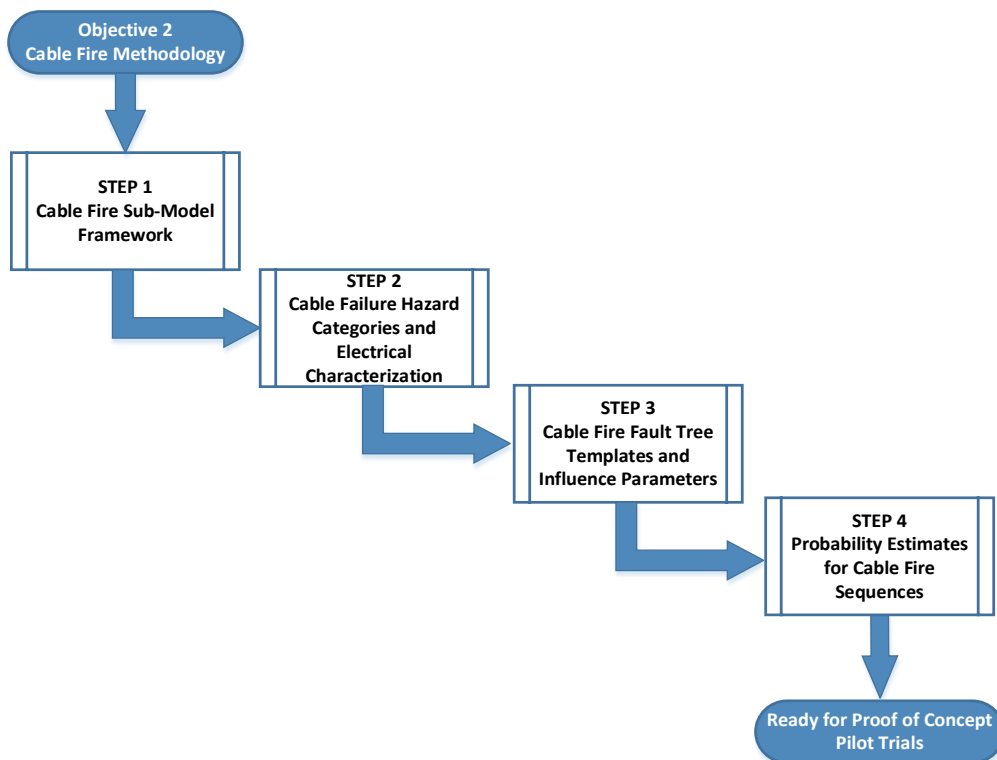 Objective 2
Cable Fire Methodology
STEP 1
Cable Fire Sub-Model
Framework
STEP 2
Cable Failure Hazard
Categories and
Electrical
Characterization
STEP 3
Cable Fire Fault Tree
Templates and
Influence Parameters
STEP 4
Probability Estimates
for Cable Fire
Sequences
Ready for Proof of Concept
Pilot Trials